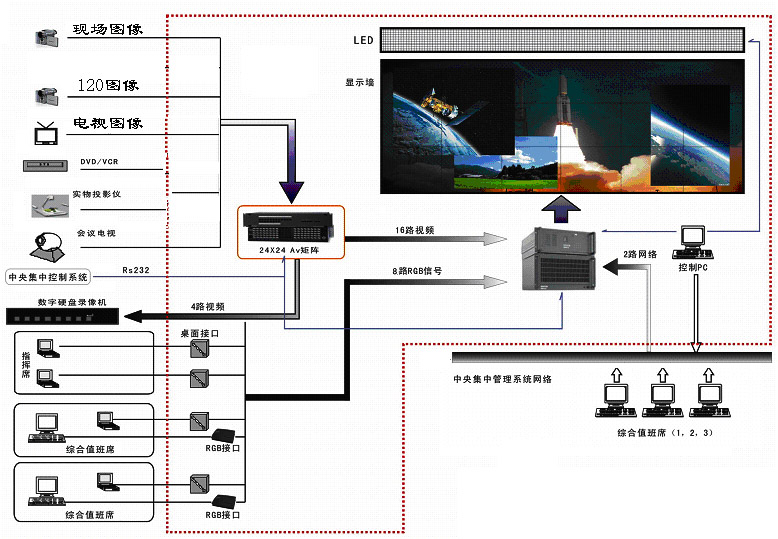 现场图像
LED
显示墙
120图像
电视图像
DVD/VCR
实物投影仪
会议电视
24X24 Av矩阵
16路视频
2路网络
控制PC
中央集中控制系统
Rs232
8路RGB信号
数字硬盘录像机
4路视频
桌面接口
指挥席
中央集中管理系统网络
综合值班席
RGB接口
综合值班席（1，2，3）
综合值班席
RGB接口